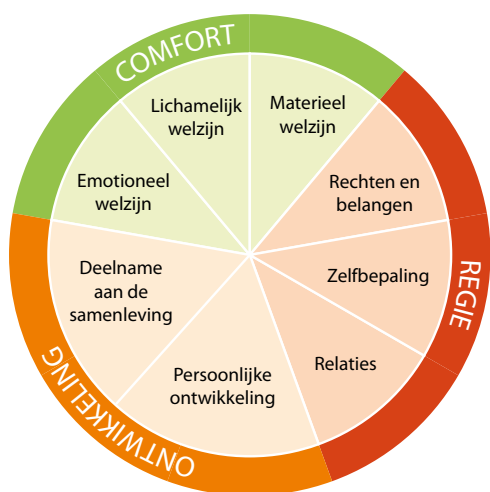 COMFORT
Lichamelijk
welzijn
Materieel
welzijn
Emotioneel
welzijn
Rechten en
belangen
REGIE
Zelfbepaling
Relaties
Deelname
aan de
samenleving
Persoonlijke
ontwikkeling
ONTWIKKELING